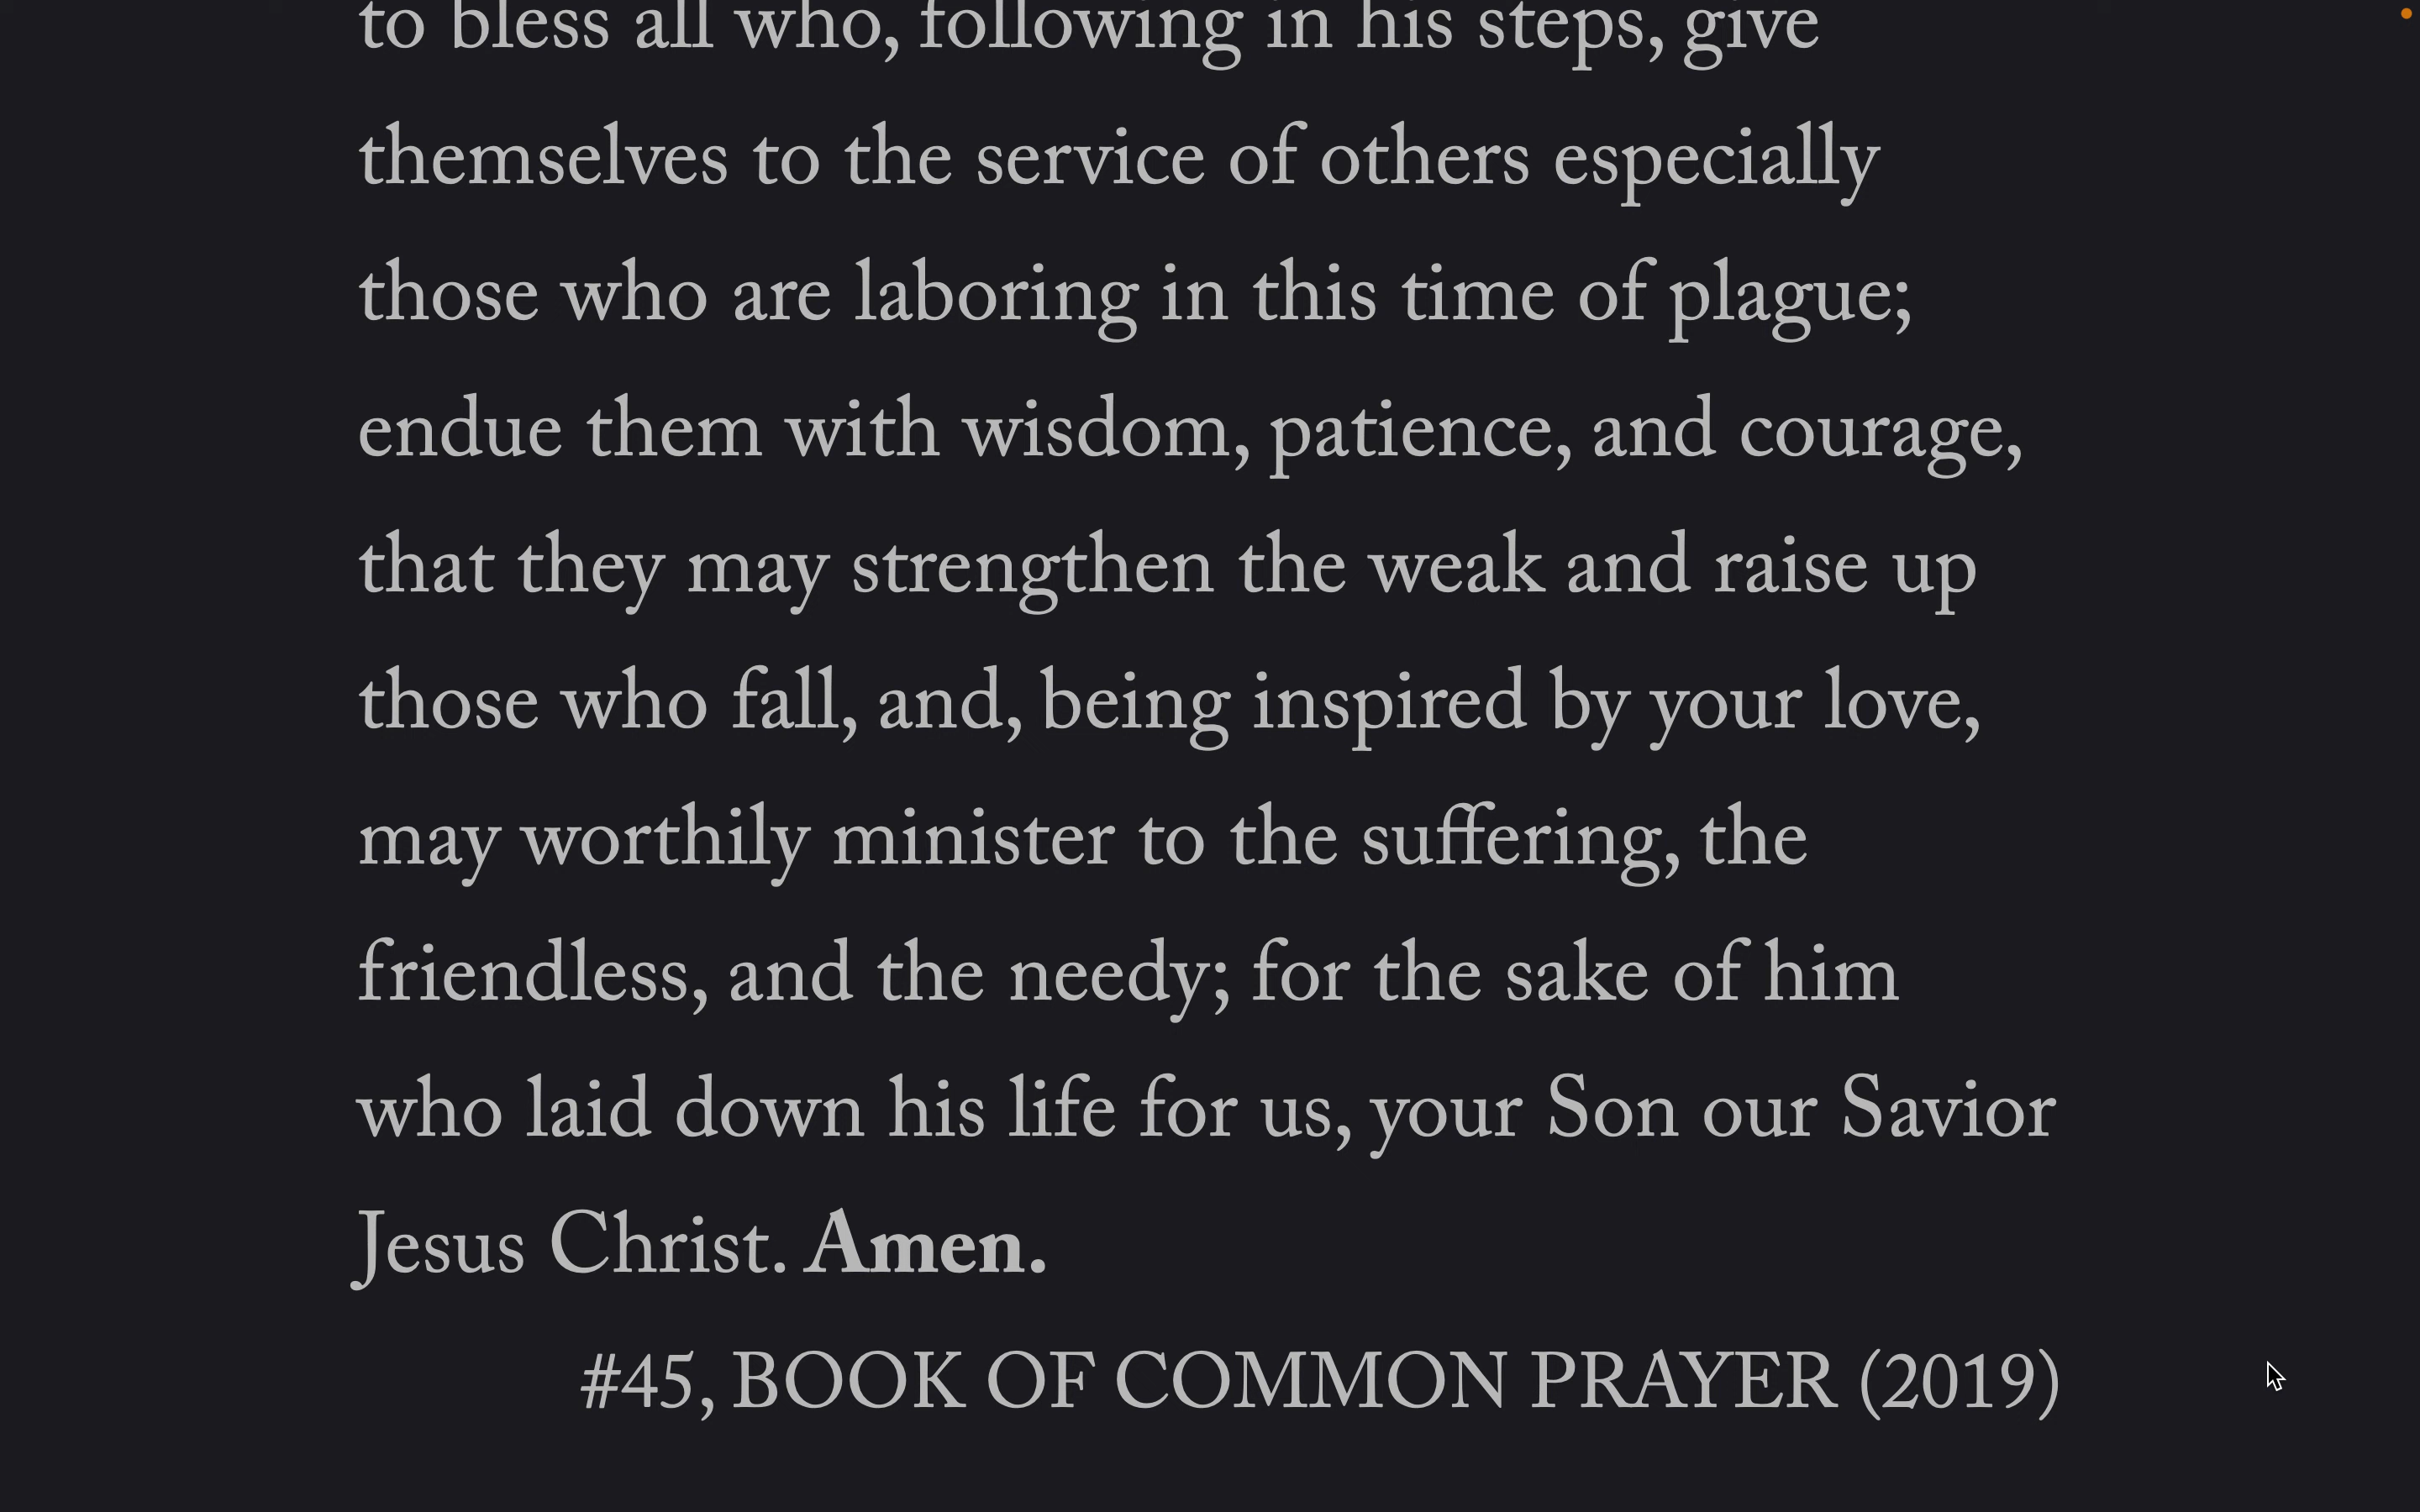 to bless all who, following in his steps, give
themselves to the service of others especially
those who are laboring in this time of plague;
endue them with wisdom, patience, and courage,
that they may strengthen the weak and raise up
those who fall, and, being inspired by your love,
may worthily minister to the suffering, the
friendless, and the needy; for the sake of him
who laid down his life for us, your Son our Savior
Jesus Christ. Amen.
#45, BOOK OF COMMON PRAYER (2019)